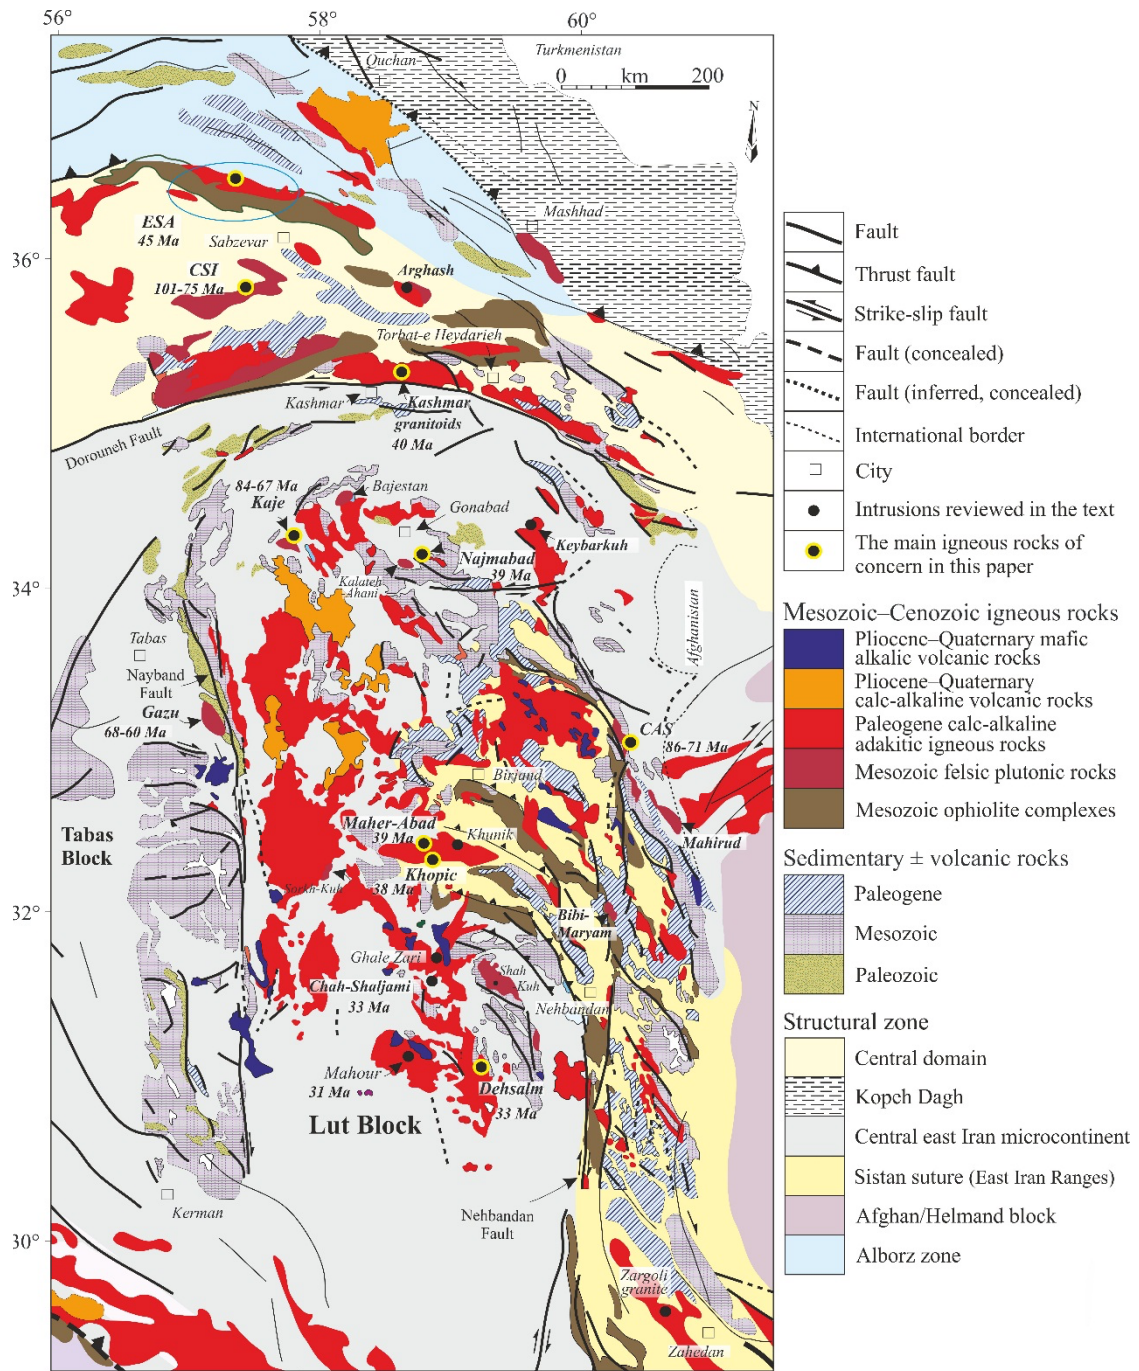 56°
58°
60°
Turkmenistan
Quchan
0
km
200
N
Mashhad
ESA
45 Ma
Sabzevar
36°
CSI
101-75 Ma
Arghash
Torbat-e Heydarieh
Kashmar
Kashmar
granitoids
40 Ma
Dorouneh Fault
84-67 Ma
Kaje
Bajestan
Gonabad
Keybarkuh
Najmabad
39 Ma
34°
Kalateh
Ahani
Afghanistan
Tabas
Nayband
Fault
Gazu
68-60 Ma
CAS
86-71 Ma
Birjand
Tabas
Block
Maher-Abad
39 Ma
Khunik
Mahirud
Khopic
38 Ma
Sorkh-Kuh
32°
Bibi-
Maryam
Ghale Zari
Shah
Kuh
Chah-Shaljami
33 Ma
Nehbandan
Mahour
31 Ma
Dehsalm
33 Ma
Lut Block
Kerman
Nehbandan
Fault
30°
Zargoli
granite
Zahedan
Fault
Thrust fault
Strike-slip fault
Fault (concealed)
Fault (inferred, concealed)
International border
City
Intrusions reviewed in the text
The main igneous rocks of
concern in this paper
Mesozoic–Cenozoic igneous rocks
Pliocene–Quaternary mafic
alkalic volcanic rocks
Pliocene–Quaternary
calc-alkaline volcanic rocks
Paleogene calc-alkaline
adakitic igneous rocks
Mesozoic felsic plutonic rocks
Mesozoic ophiolite complexes
Sedimentary ± volcanic rocks
Paleogene
Mesozoic
Paleozoic
Structural zone
Central domain
Kopeh Dagh
Central east Iran microcontinent
Sistan suture (East Iran Ranges)
Afghan/Helmand block
Alborz zone